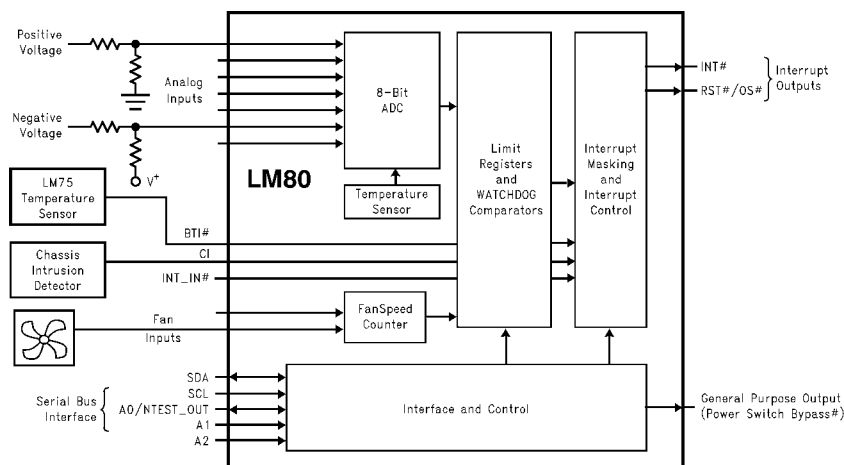 Positive
Voltage
Analog
Inputs
Negative
Voltage
V+
8-Bit
ADC
LM80
Temperature
Sensor
Limit
Registers
and
WATCHDOG
Comparators
Interrupt
Masking
and
Interrupt
Control
INT#
RST#/OS#
Interrupt
Outputs
LM75
Temperature
Sensor
BTI#
Chassis
Intrusion
Detector
CI
INT_IN#
Fan
Inputs
FanSpeed
Counter
Serial Bus
Interface
SDA
SCL
A0/NTEST_OUT
A1
A2
Interface and Control
General Purpose Output
(Power Switch Bypass#)